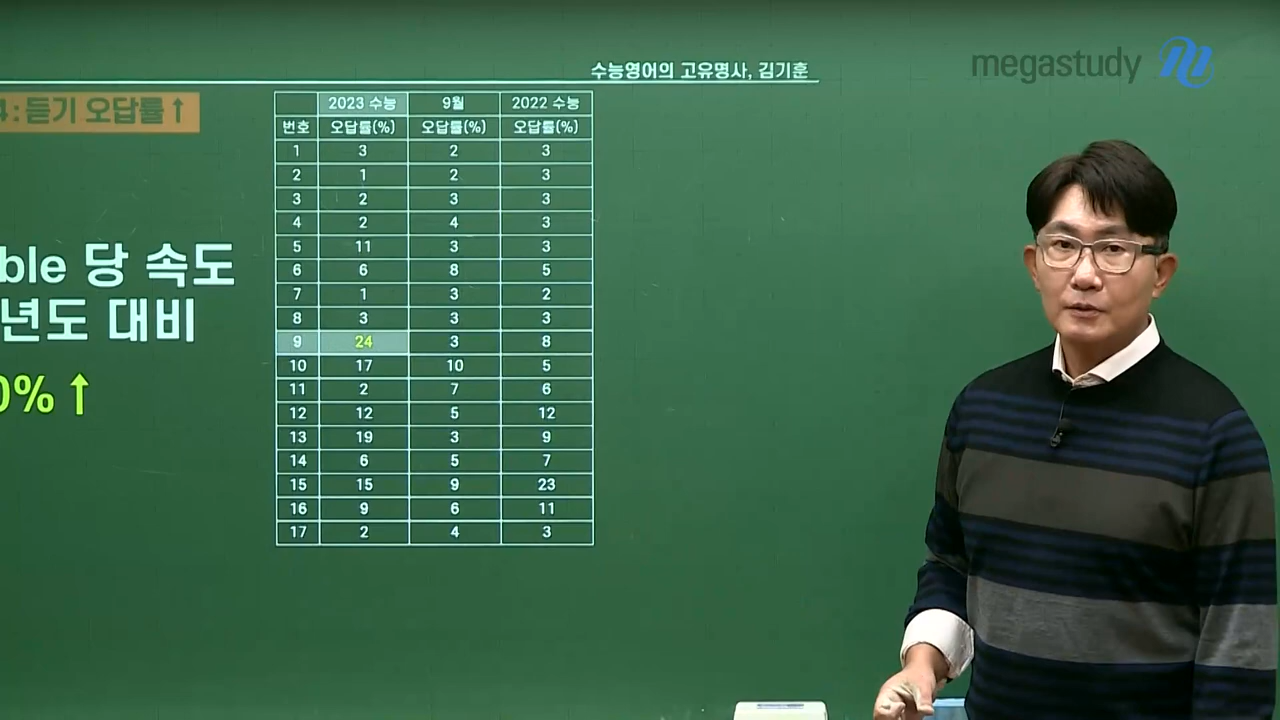 megastudy
수능영어의 고유명사, 김기훈
4: 듣기 오답률 ↑
ble 당 속도
년도 대비
0% ↑
2023 수능 9월 2022 수능
번호 오답률(%) 오답률(%) 오답률(%)
1 3 2 3
2 1 2 3
3 2 3 3
4 2 4 3
5 11 3 3
6 6 8 5
7 1 3 2
8 3 3 3
9 24 3 8
10 17 10 5
11 2 7 6
12 12 5 12
13 19 3 9
14 6 5 7
15 15 9 23
16 9 6 11
17 2 4 3